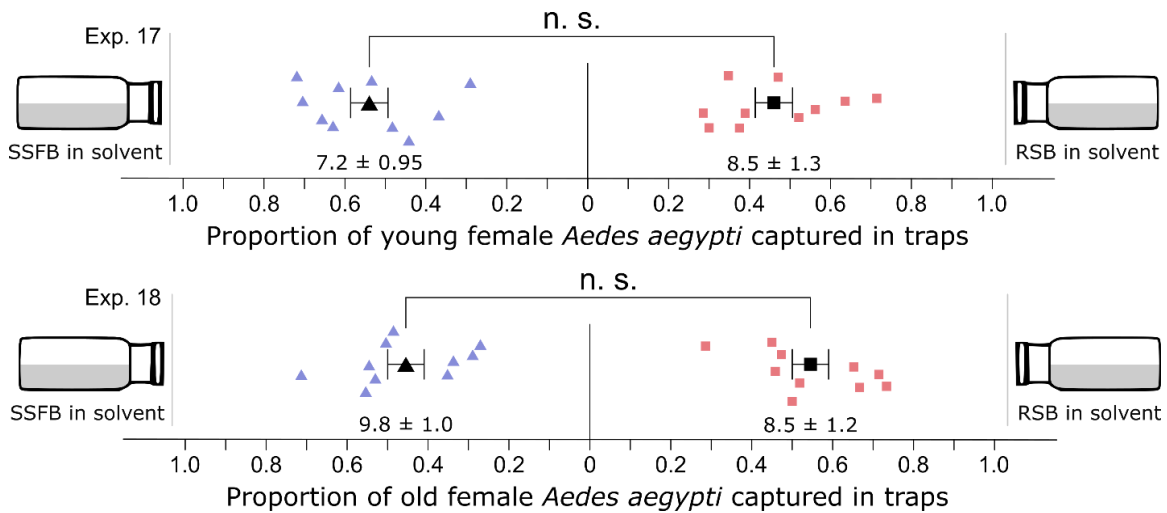 n. s.
Exp. 17
SSFB in solvent
7.2 ± 0.95
8.5 ± 1.3
RSB in solvent
1.0 0.8 0.6 0.4 0.2 0 0.2 0.4 0.6 0.8 1.0
Proportion of young female Aedes aegypti captured in traps
n. s.
Exp. 18
SSFB in solvent
9.8 ± 1.0
8.5 ± 1.2
RSB in solvent
1.0 0.8 0.6 0.4 0.2 0 0.2 0.4 0.6 0.8 1.0
Proportion of old female Aedes aegypti captured in traps